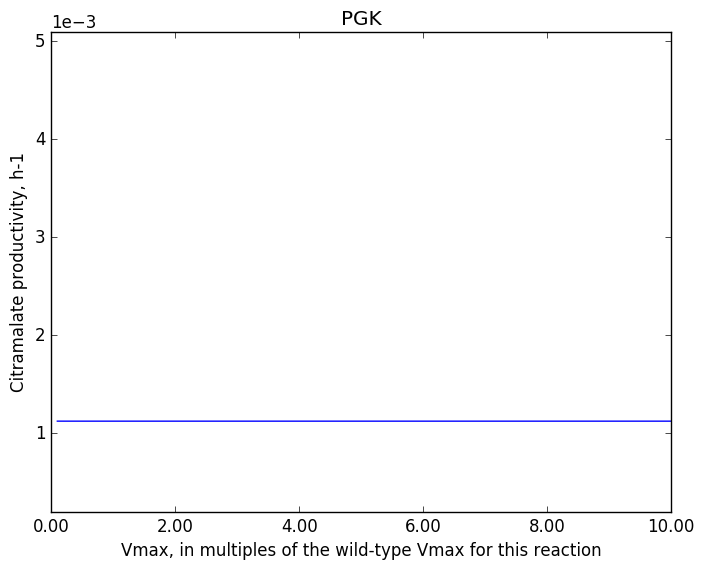 PGK
1e−3
5
4
3
2
1
Citramalate productivity, h-1
0.00 2.00 4.00 6.00 8.00 10.00
Vmax, in multiples of the wild-type Vmax for this reaction